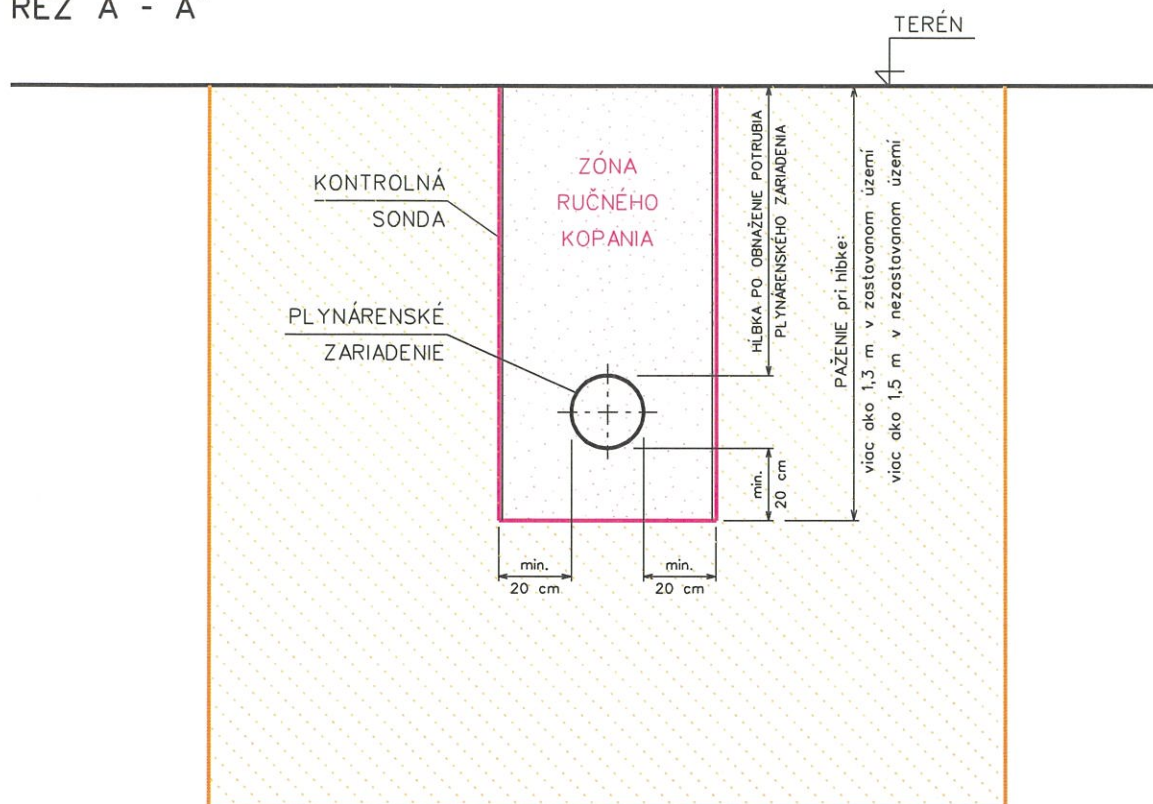 REZ A - A
TERÉN
KONTROLNÁ
SONDA
ZÓNA
RUČNÉHO
KOPANIA
PLYNÁRENSKÉ
ZARIADENIE
HĹBKA PO OBNAŽENIE POTRUBIA
PLYNÁRENSKÉHO ZARIADENIA
PAŽENIE pri hĺbke:
viac ako 1,3 m v zastavanom území
viac ako 1,5 m v nezastavanom území
min.
20 cm
min.
20 cm
min.
20 cm